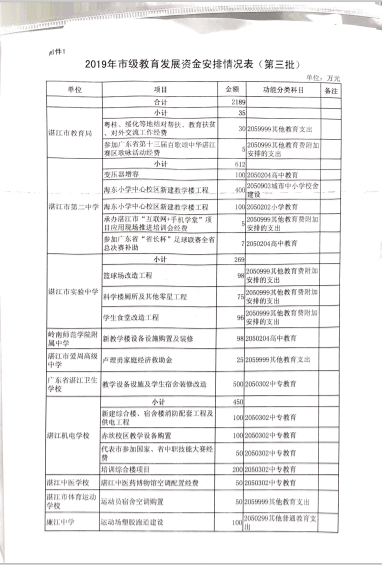 附件1
2019年市级教育发展资金安排情况表（第三批）
单位：万元
单位 项目 金额 功能分类科目 备注
合计 2189
湛江市教育局
小计 35
粤桂、绥化等地结对帮扶、教育扶贫
、对外交流工作经费 30 2059999其他教育支出
参加广东省第十三届百歌颂中华湛江
赛区歌咏活动经费 5 2050999其他教育费附加
安排的支出
湛江市第二中学
小计 612
变压器增容 100 2050204高中教育
海东小学中心校区新建教学楼工程 400 2050903城市中小学校舍
建设
海东小学中心校区新建教学楼工程 100 2050202小学教育
承办湛江市“互联网+手机学堂”项
目应用现场推进培训会经费 5 2050999其他教育费附加
安排的支出
参加广东省“省长杯”足球联赛全省
总决赛补助 7 2050204高中教育
湛江市实验中学
小计 269
篮球场改造工程 98 2050999其他教育费附加
安排的支出
科学楼厕所及其他零星工程 75 2050999其他教育费附加
安排的支出
学生食堂改造工程 96 2050999其他教育费附加
安排的支出
岭南师范学院附
属中学 新教学楼设备设施购置及装修 98 2050204高中教育
湛江市爱周高级
中学 卢理勇家庭经济救助金 25 2059999其他教育支出
广东省湛江卫生
学校 教学设备设施及学生宿舍装修改造 500 2050302中专教育
湛江机电学校
小计 450
新建综合楼、宿舍楼消防配套工程及
供电工程 100 2050302中专教育
赤坎校区教学设备购置 100 2050302中专教育
代表市参加国家、省中职技能大赛经
费 50 2050302中专教育
培训综合楼项目 200 2050302中专教育
湛江中医学校 湛江中医药博物馆空调配置经费 50 2050302中专教育
湛江市体育运动
学校 运动员宿舍空调购置 50 2059999其他教育支出
廉江中学 运动场塑胶跑道建设 100 2050299其他普通教育支
出